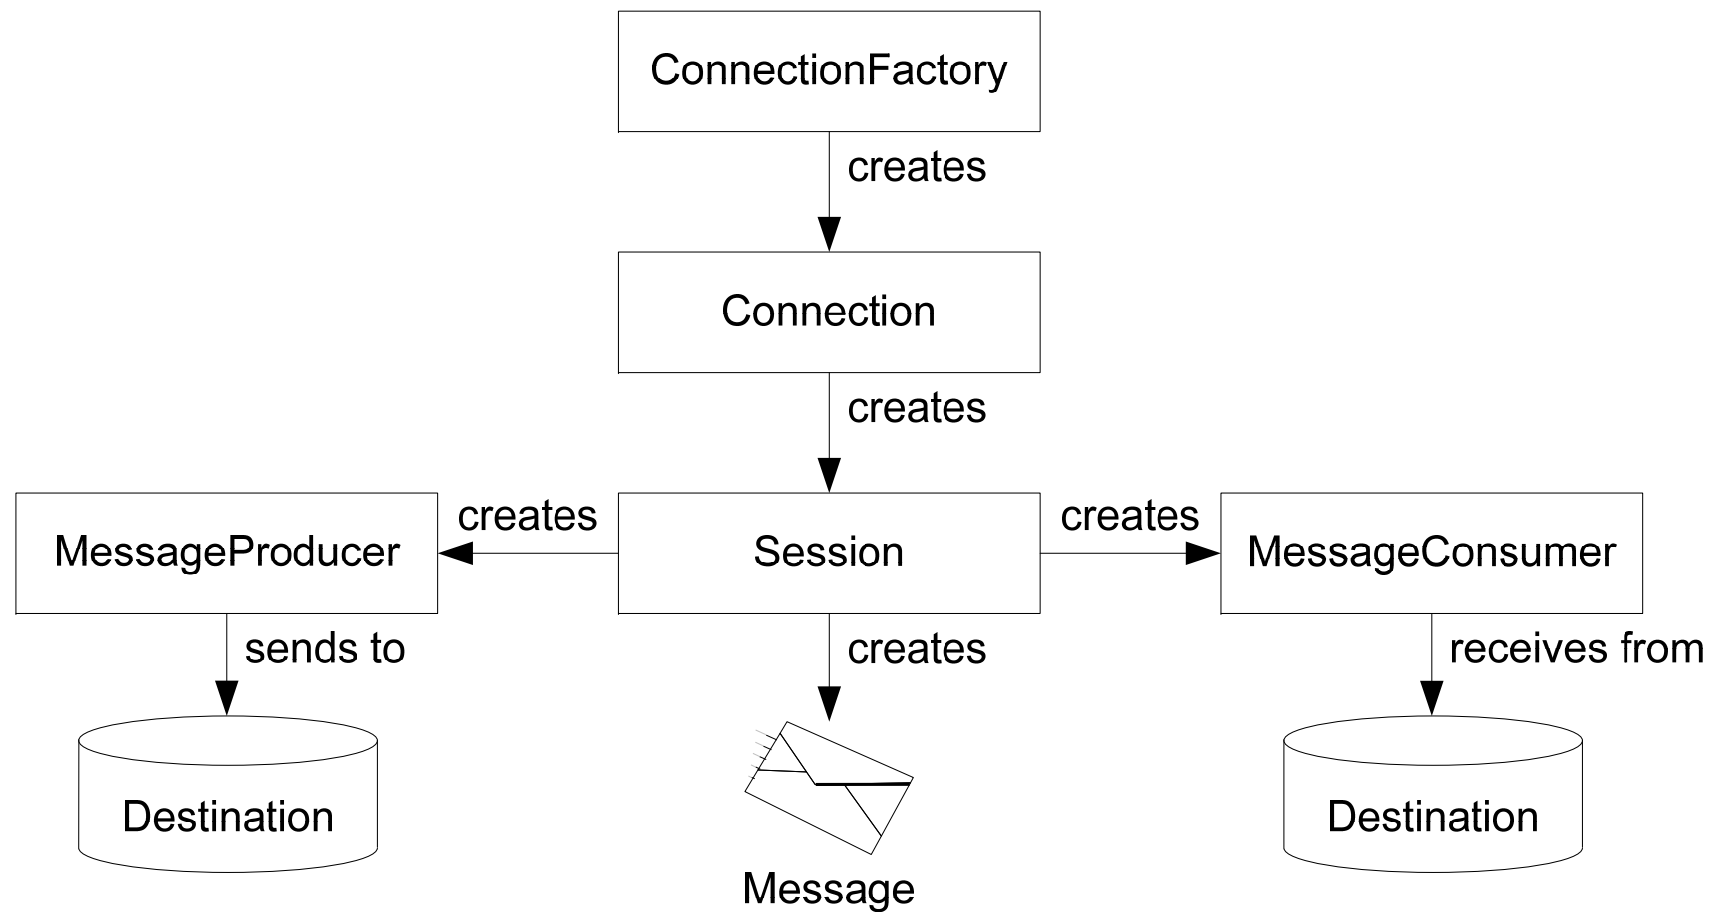 ConnectionFactory
creates
Connection
creates
creates
creates
MessageProducer
Session
MessageConsumer
sends to
creates
receives from
Destination
Destination
Message